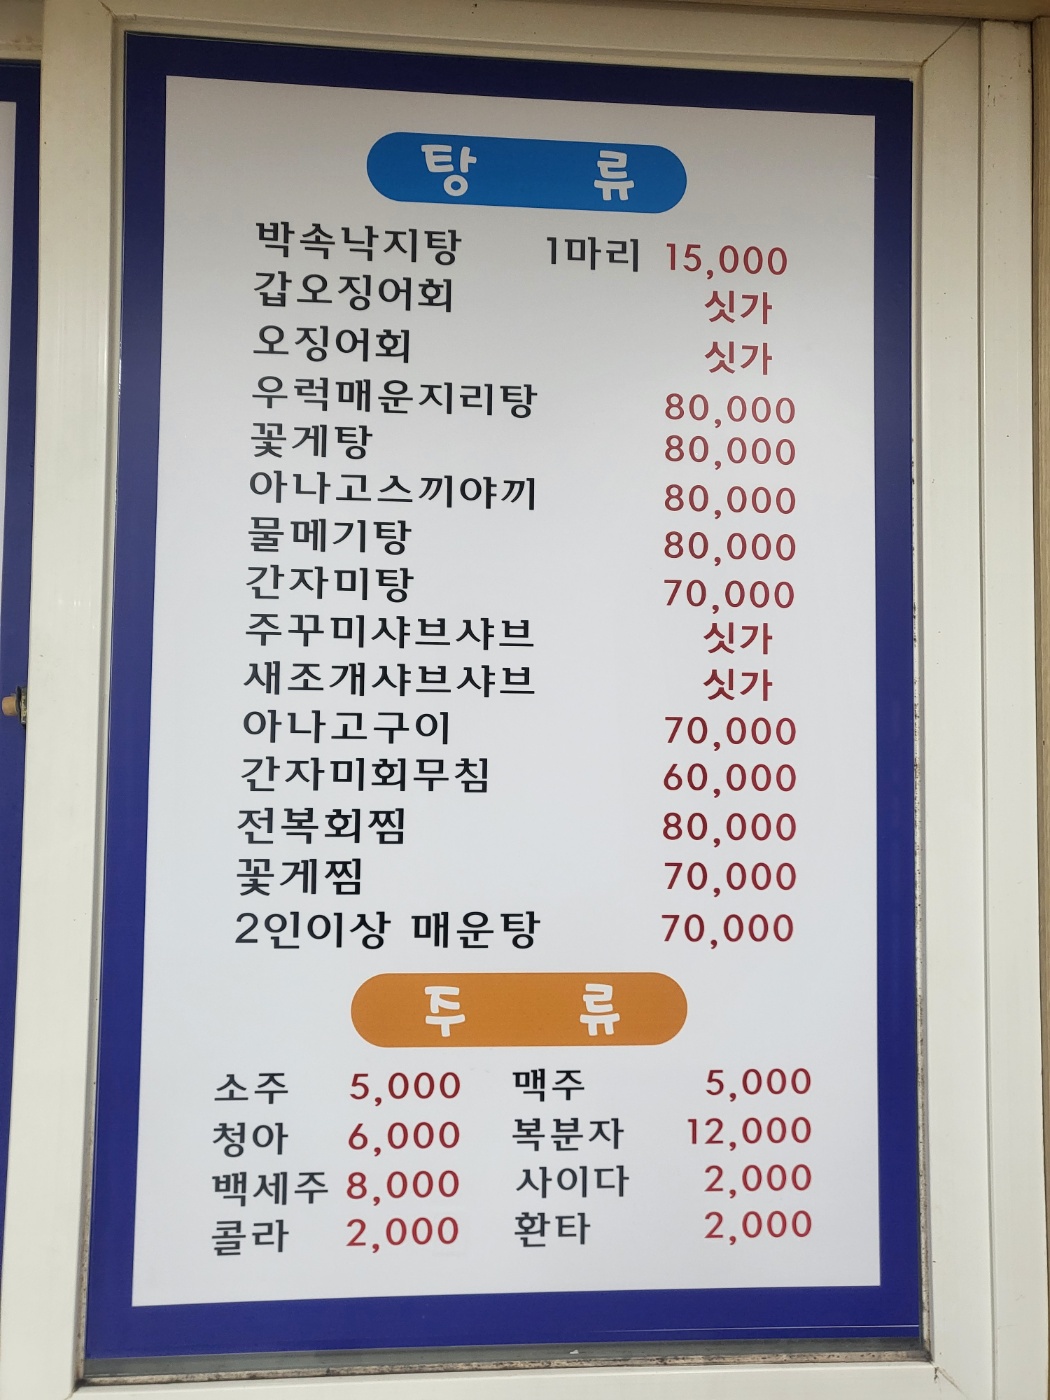 탕 류
박속낙지탕 1마리 15,000
갑오징어회 싯가
오징어회 싯가
우럭매운지리탕 80,000
꽃게탕 80,000
아나고스끼야끼 80,000
물메기탕 80,000
간자미탕 70,000
주꾸미샤브샤브 싯가
새조개샤브샤브 싯가
아나고구이 70,000
간자미회무침 60,000
전복회찜 80,000
꽃게찜 70,000
2인이상 매운탕 70,000
주 류
소주 5,000 맥주 5,000
청아 6,000 복분자 12,000
백세주 8,000 사이다 2,000
콜라 2,000 환타 2,000